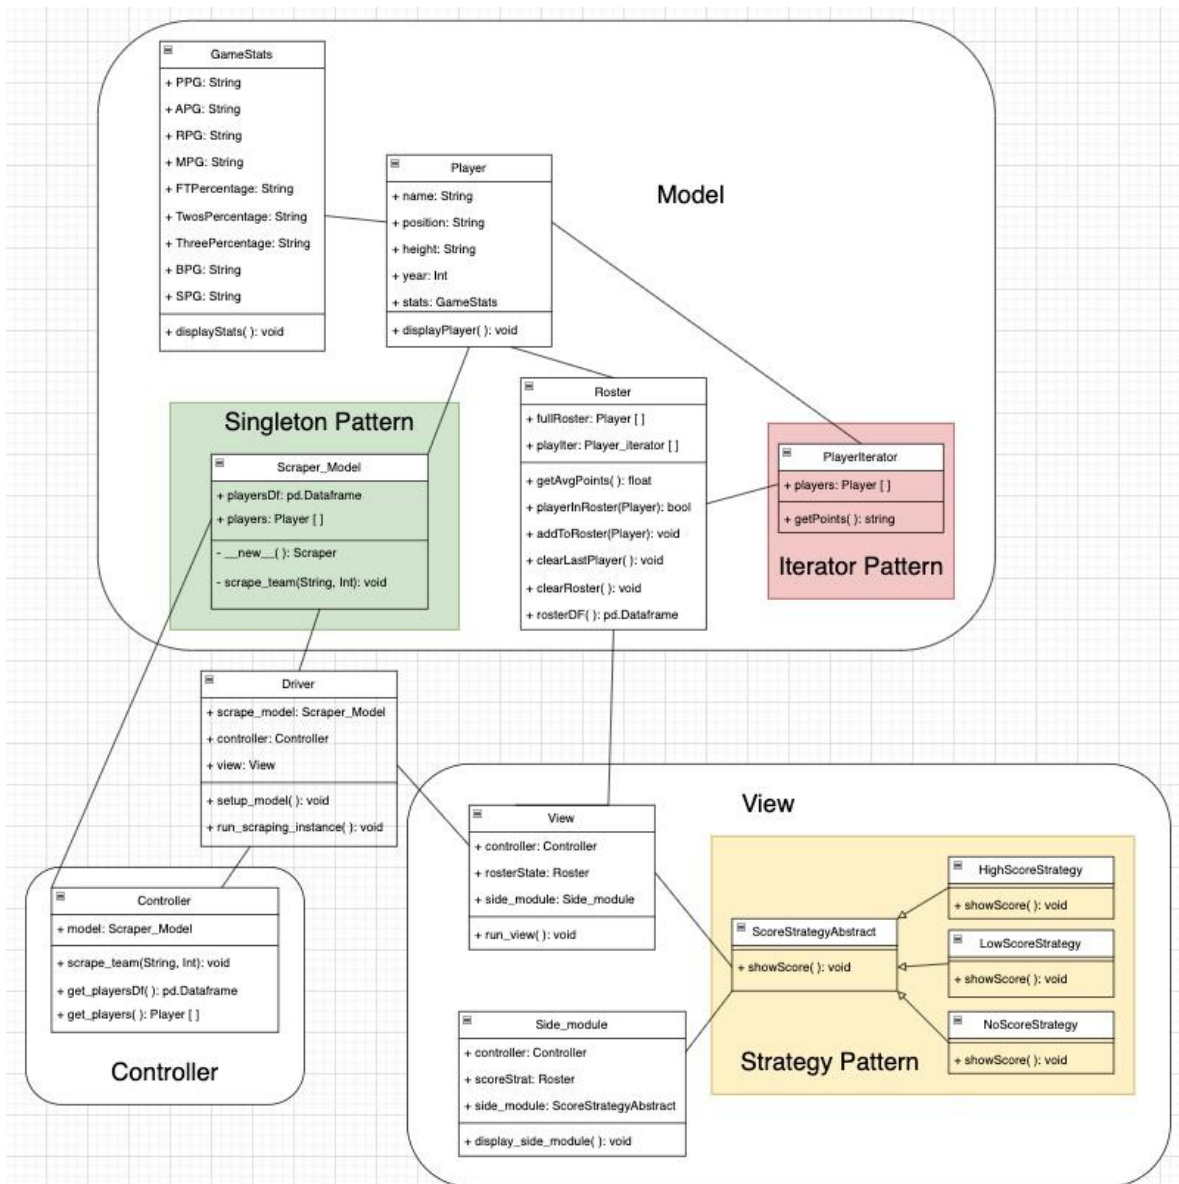 GameStats
+ PPG: String
+ APG: String
+ RPG: String
+ MPG: String
+ FTPercentage: String
+ TwosPercentage: String
+ ThreePercentage: String
+ BPG: String
+ SPG: String
+ displayStats( ): void
Player
+ name: String
+ position: String
+ height: String
+ year: Int
+ stats: GameStats
+ displayPlayer( ): void
Model
Singleton Pattern
Scraper_Model
+ playersDf: pd.Dataframe
+ players: Player [ ]
- __new__( ): Scraper
- scrape_team(String, Int): void
Roster
+ fullRoster: Player [ ]
+ playIter: Player_iterator [ ]
+ getAvgPoints( ): float
+ playerInRoster(Player): bool
+ addToRoster(Player): void
+ clearLastPlayer( ): void
+ clearRoster( ): void
+ rosterDF( ): pd.Dataframe
PlayerIterator
+ players: Player [ ]
+ getPoints( ): string
Iterator Pattern
Driver
+ scrape_model: Scraper_Model
+ controller: Controller
+ view: View
+ setup_model( ): void
+ run_scraping_instance( ): void
Controller
+ model: Scraper_Model
+ scrape_team(String, Int): void
+ get_playersDf( ): pd.Dataframe
+ get_players( ): Player [ ]
Controller
View
View
+ controller: Controller
+ rosterState: Roster
+ side_module: Side_module
+ run_view( ): void
Side_module
+ controller: Controller
+ scoreStrat: Roster
+ side_module: ScoreStrategyAbstract
+ display_side_module( ): void
ScoreStrategyAbstract
+ showScore( ): void
HighScoreStrategy
+ showScore( ): void
LowScoreStrategy
+ showScore( ): void
NoScoreStrategy
+ showScore( ): void
Strategy Pattern